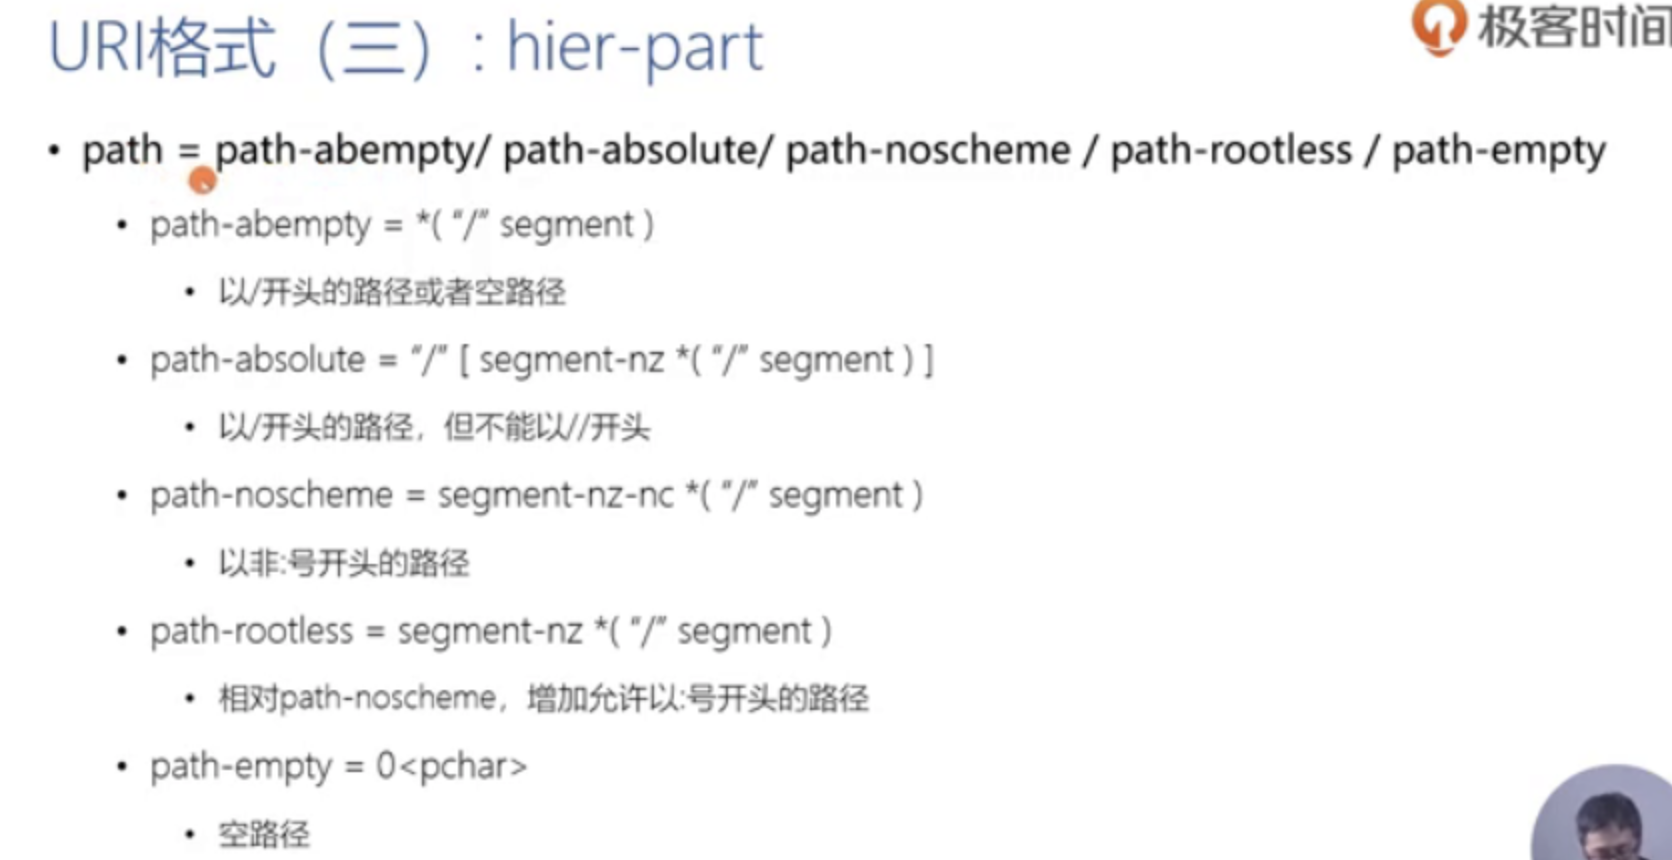 URI格式（三）: hier-part
极客时间
• path = path-abempty/ path-absolute/ path-noscheme / path-rootless / path-empty
• path-abempty = *( “/” segment )
• 以/开头的路径或者空路径
• path-absolute = “/” [ segment-nz *( “/” segment ) ]
• 以/开头的路径，但不能以//开头
• path-noscheme = segment-nz-nc *( “/” segment )
• 以非:号开头的路径
• path-rootless = segment-nz *( “/” segment )
• 相对path-noscheme，增加允许以:号开头的路径
• path-empty = 0<pchar>
• 空路径